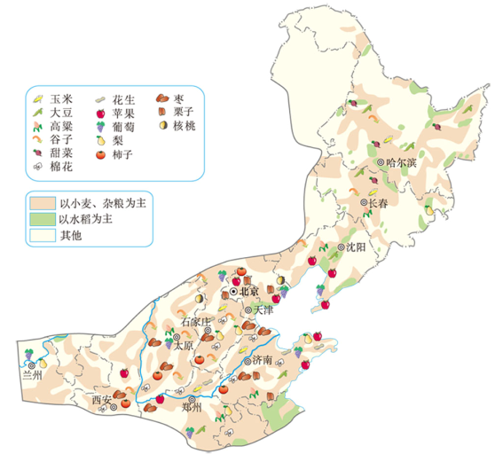 玉米 花生 枣
大豆 苹果 栗子
高粱 葡萄 核桃
谷子 梨
甜菜 柿子
棉花
以小麦、杂粮为主
以水稻为主
其他
哈尔滨
长春
沈阳
北京
天津
石家庄
太原
济南
兰州
西安
郑州